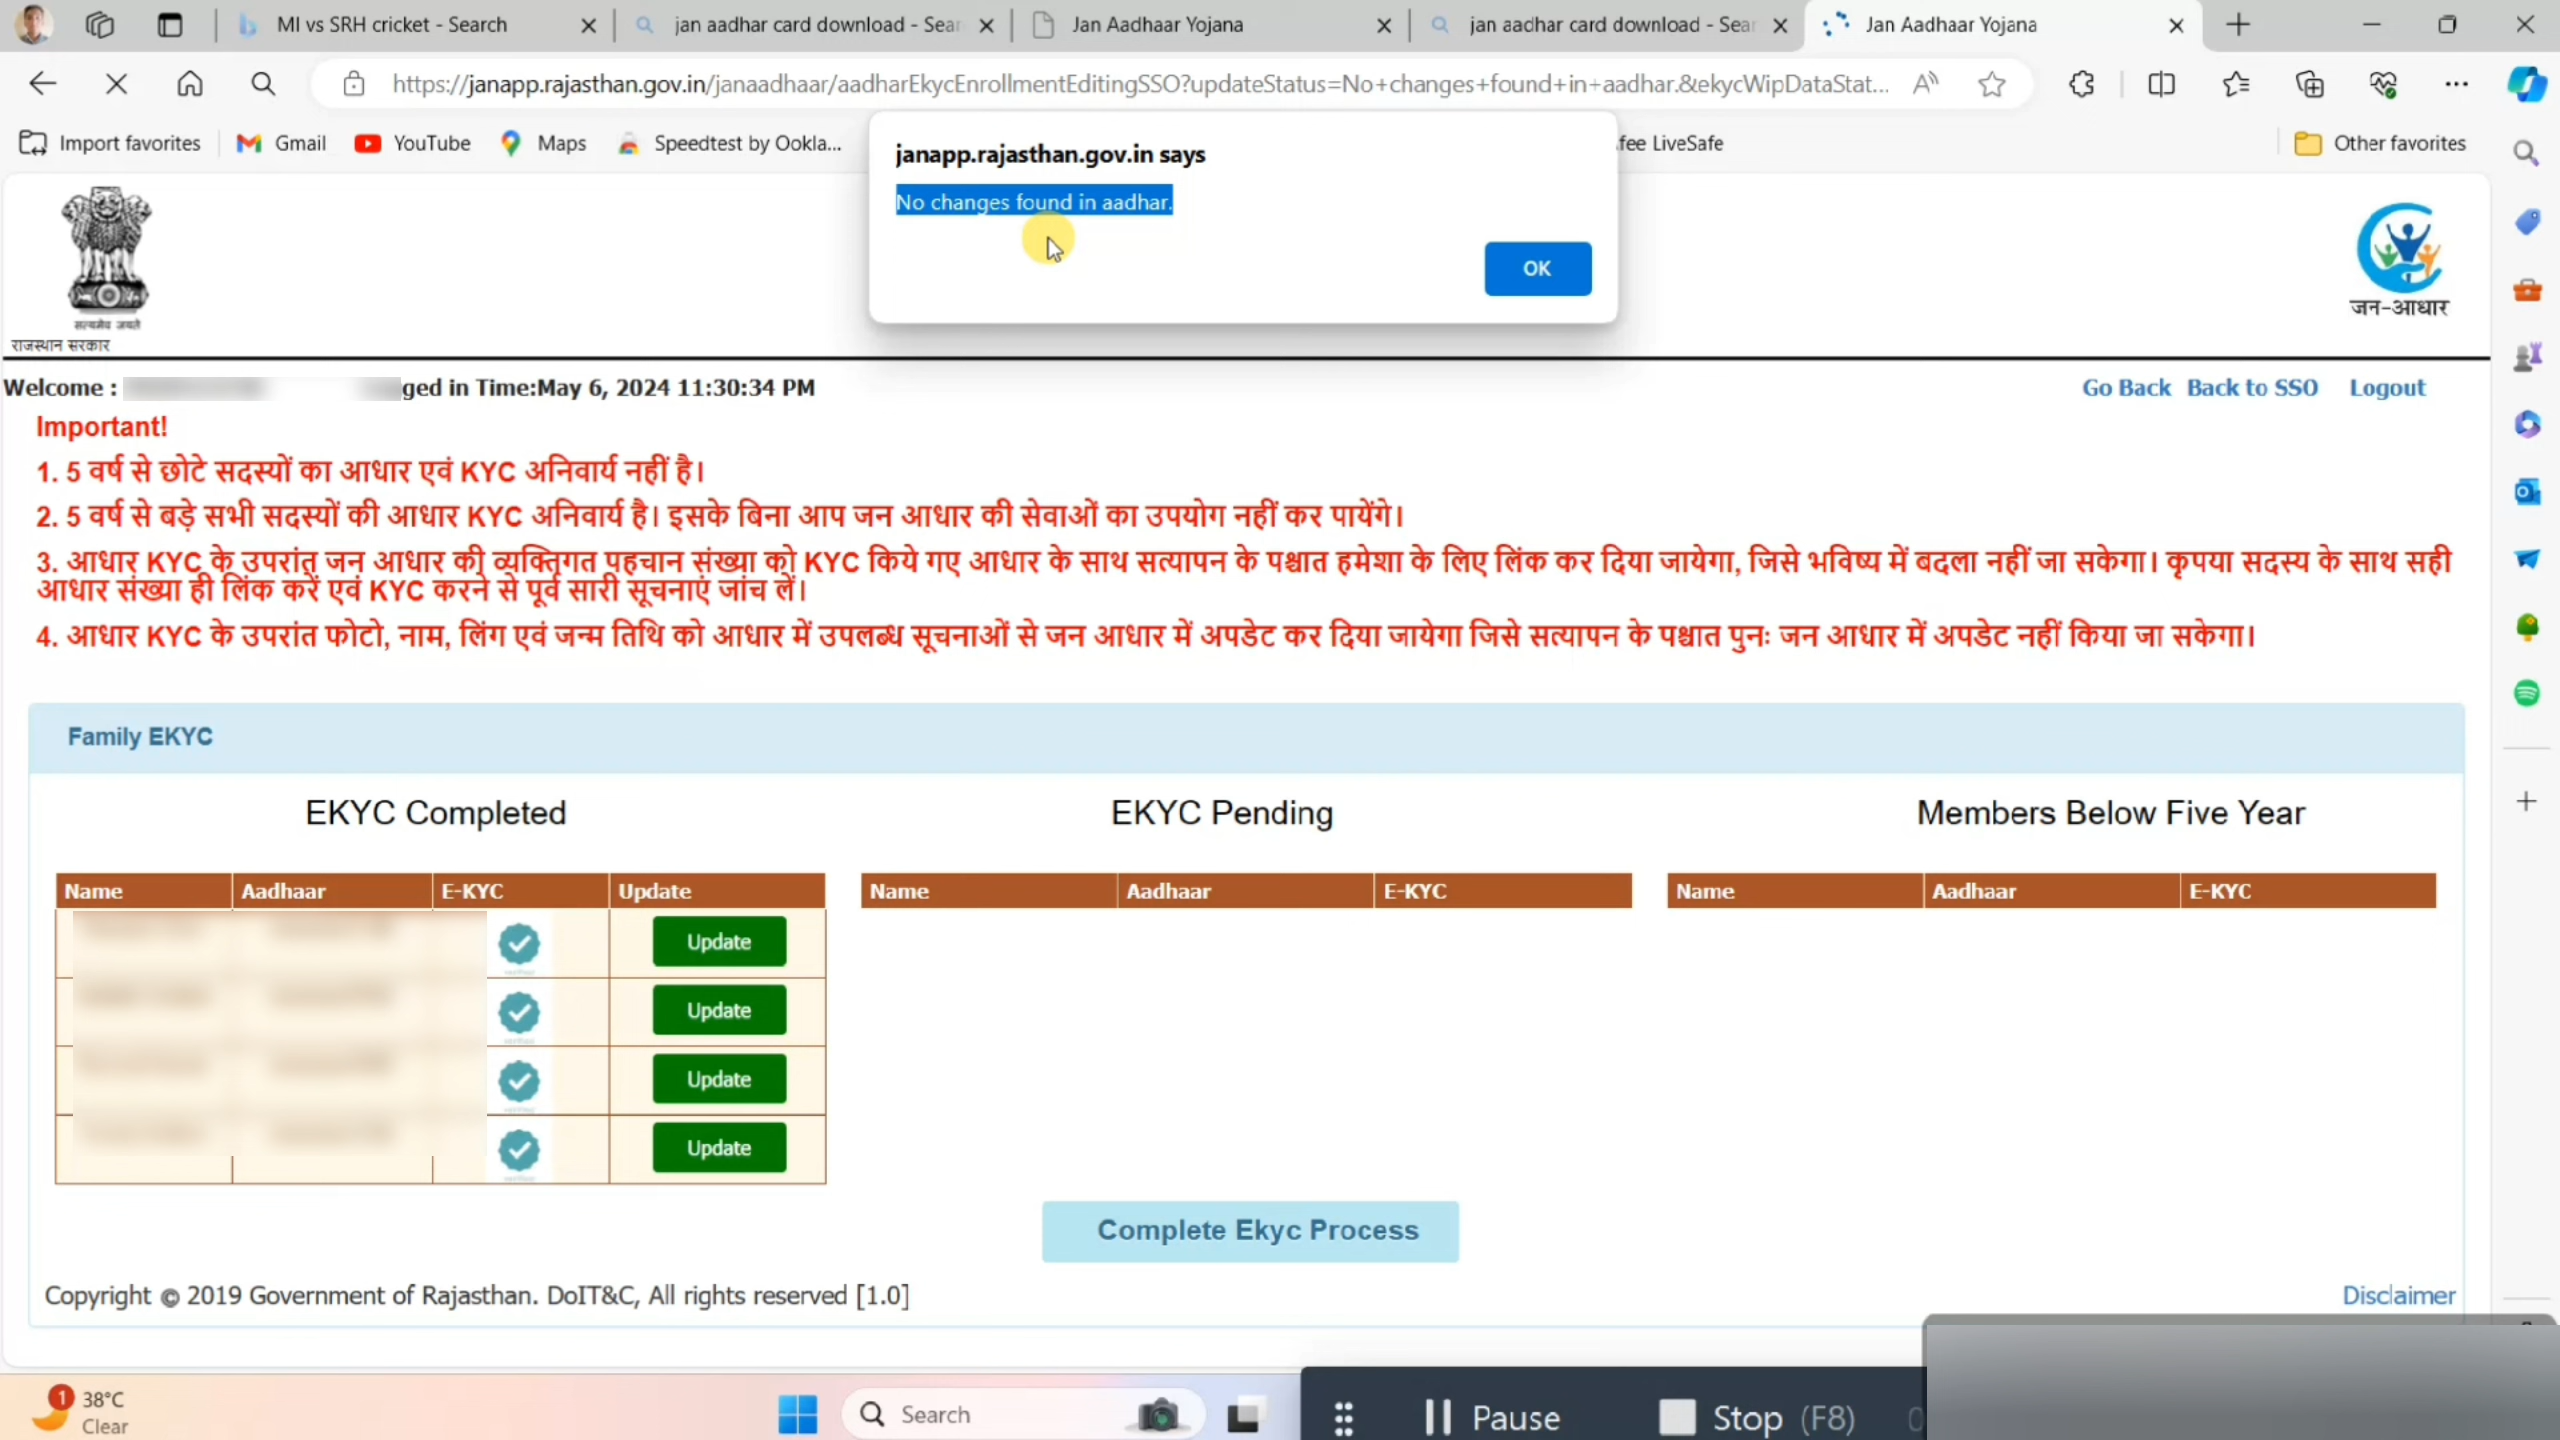 MI vs SRH cricket - Search
jan aadhar card download - Sear
Jan Aadhaar Yojana
jan aadhar card download - Sear
Jan Aadhaar Yojana
https://janapp.rajasthan.gov.in/janaadhaar/aadharEkycEnrollmentEditingSSO?updateStatus=No+changes+found+in+aadhar.&ekycWipDataStat...
Import favorites
Gmail
YouTube
Maps
Speedtest by Ookla...
fee LiveSafe
Other favorites
janapp.rajasthan.gov.in says
No changes found in aadhar.
OK
सत्यमेव जयते
राजस्थान सरकार
जन-आधार
Welcome :
ged in Time:May 6, 2024 11:30:34 PM
Go Back Back to SSO Logout
Important!
1. 5 वर्ष से छोटे सदस्यों का आधार एवं KYC अनिवार्य नहीं है।
2. 5 वर्ष से बड़े सभी सदस्यों की आधार KYC अनिवार्य है। इसके बिना आप जन आधार की सेवाओं का उपयोग नहीं कर पायेंगे।
3. आधार KYC के उपरांत जन आधार की व्यक्तिगत पहचान संख्या को KYC किये गए आधार के साथ सत्यापन के पश्चात हमेशा के लिए लिंक कर दिया जायेगा, जिसे भविष्य में बदला नहीं जा सकेगा। कृपया सदस्य के साथ सही
आधार संख्या ही लिंक करें एवं KYC करने से पूर्व सारी सूचनाएं जांच लें।
4. आधार KYC के उपरांत फोटो, नाम, लिंग एवं जन्म तिथि को आधार में उपलब्ध सूचनाओं से जन आधार में अपडेट कर दिया जायेगा जिसे सत्यापन के पश्चात पुनः जन आधार में अपडेट नहीं किया जा सकेगा।
Family EKYC
EKYC Completed
EKYC Pending
Members Below Five Year
Name Aadhaar E-KYC Update
Name Aadhaar E-KYC
Name Aadhaar E-KYC
Update
Update
Update
Update
Complete Ekyc Process
Copyright © 2019 Government of Rajasthan. DoIT&C, All rights reserved [1.0]
Disclaimer
1
38°C
Clear
Search
Pause
Stop (F8)